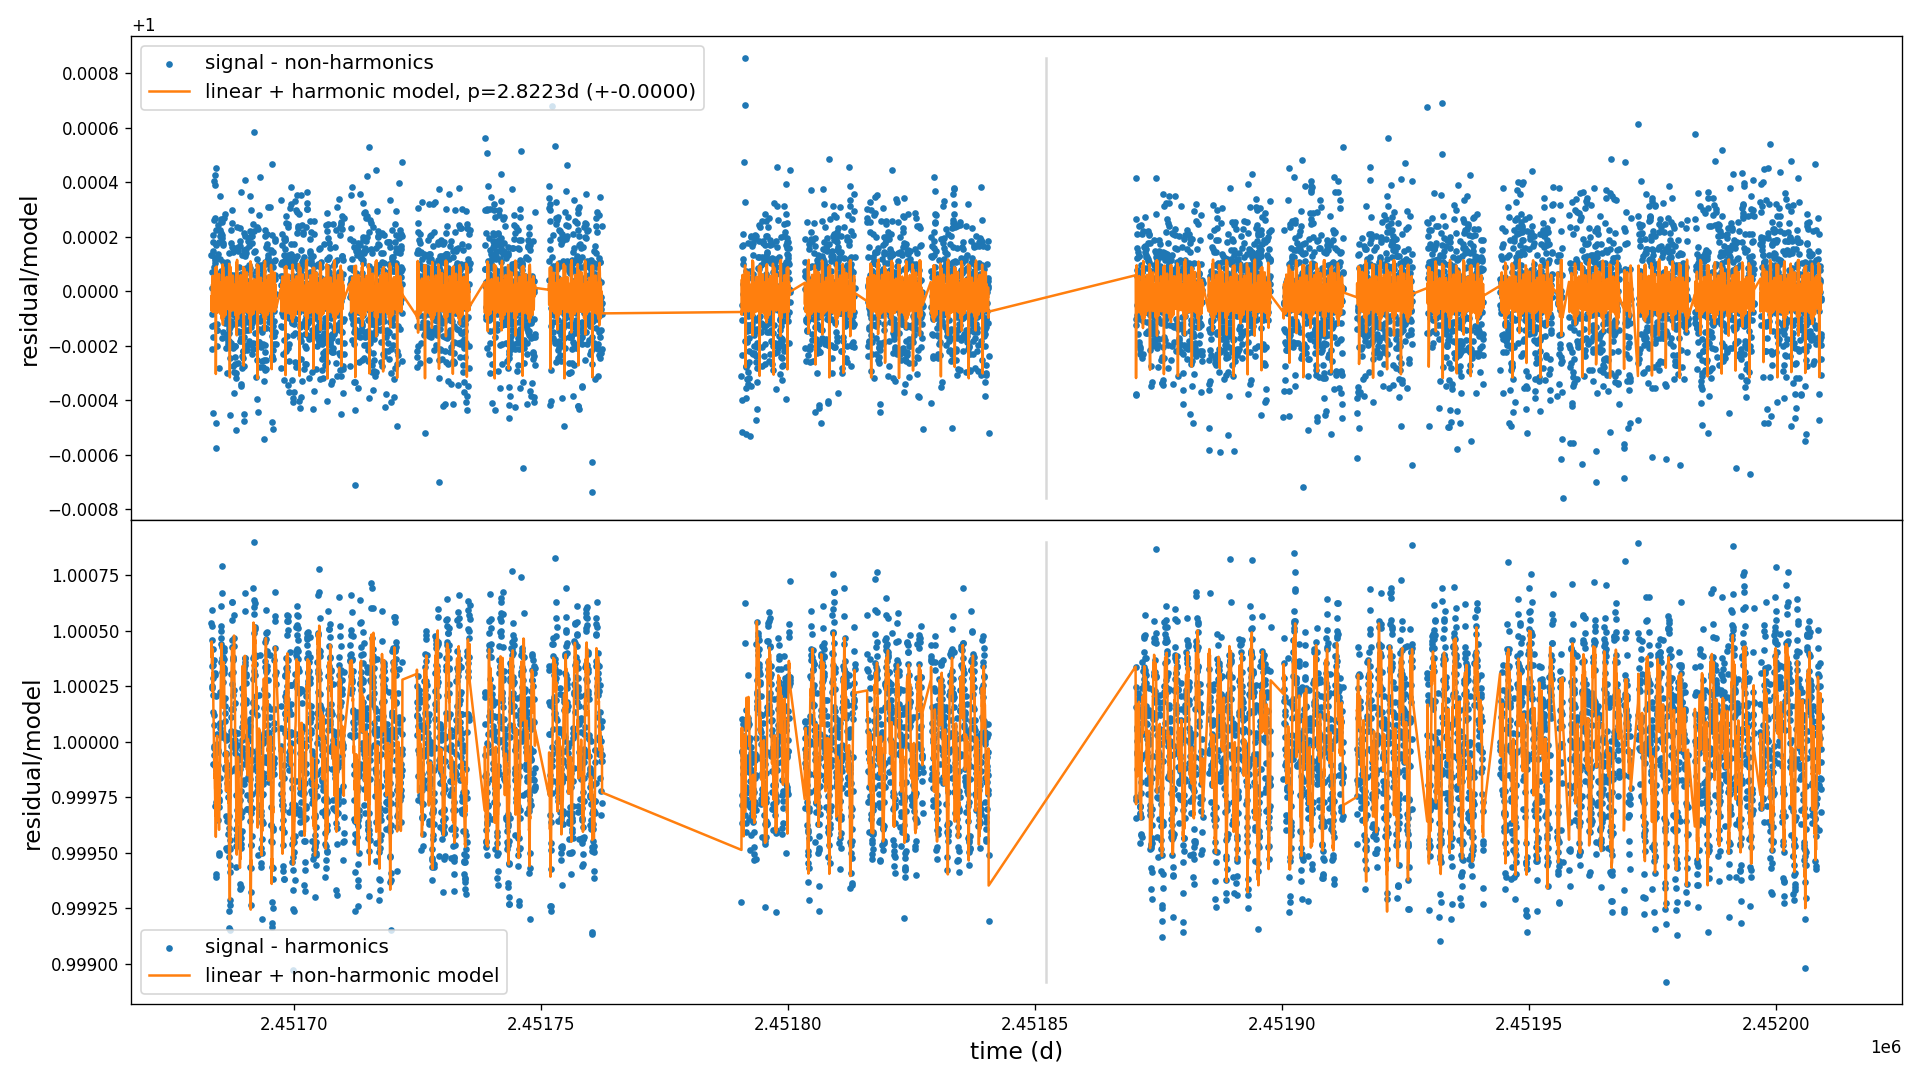 +1
signal - non-harmonics
linear + harmonic model, p=2.8223d (+-0.0000)
residual/model
0.0008
0.0006
0.0004
0.0002
0.0000
−0.0002
−0.0004
−0.0006
−0.0008
residual/model
1.00075
1.00050
1.00025
1.00000
0.99975
0.99950
0.99925
0.99900
signal - harmonics
linear + non-harmonic model
2.45170 2.45175 2.45180 2.45185 2.45190 2.45195 2.45200
time (d)
1e6